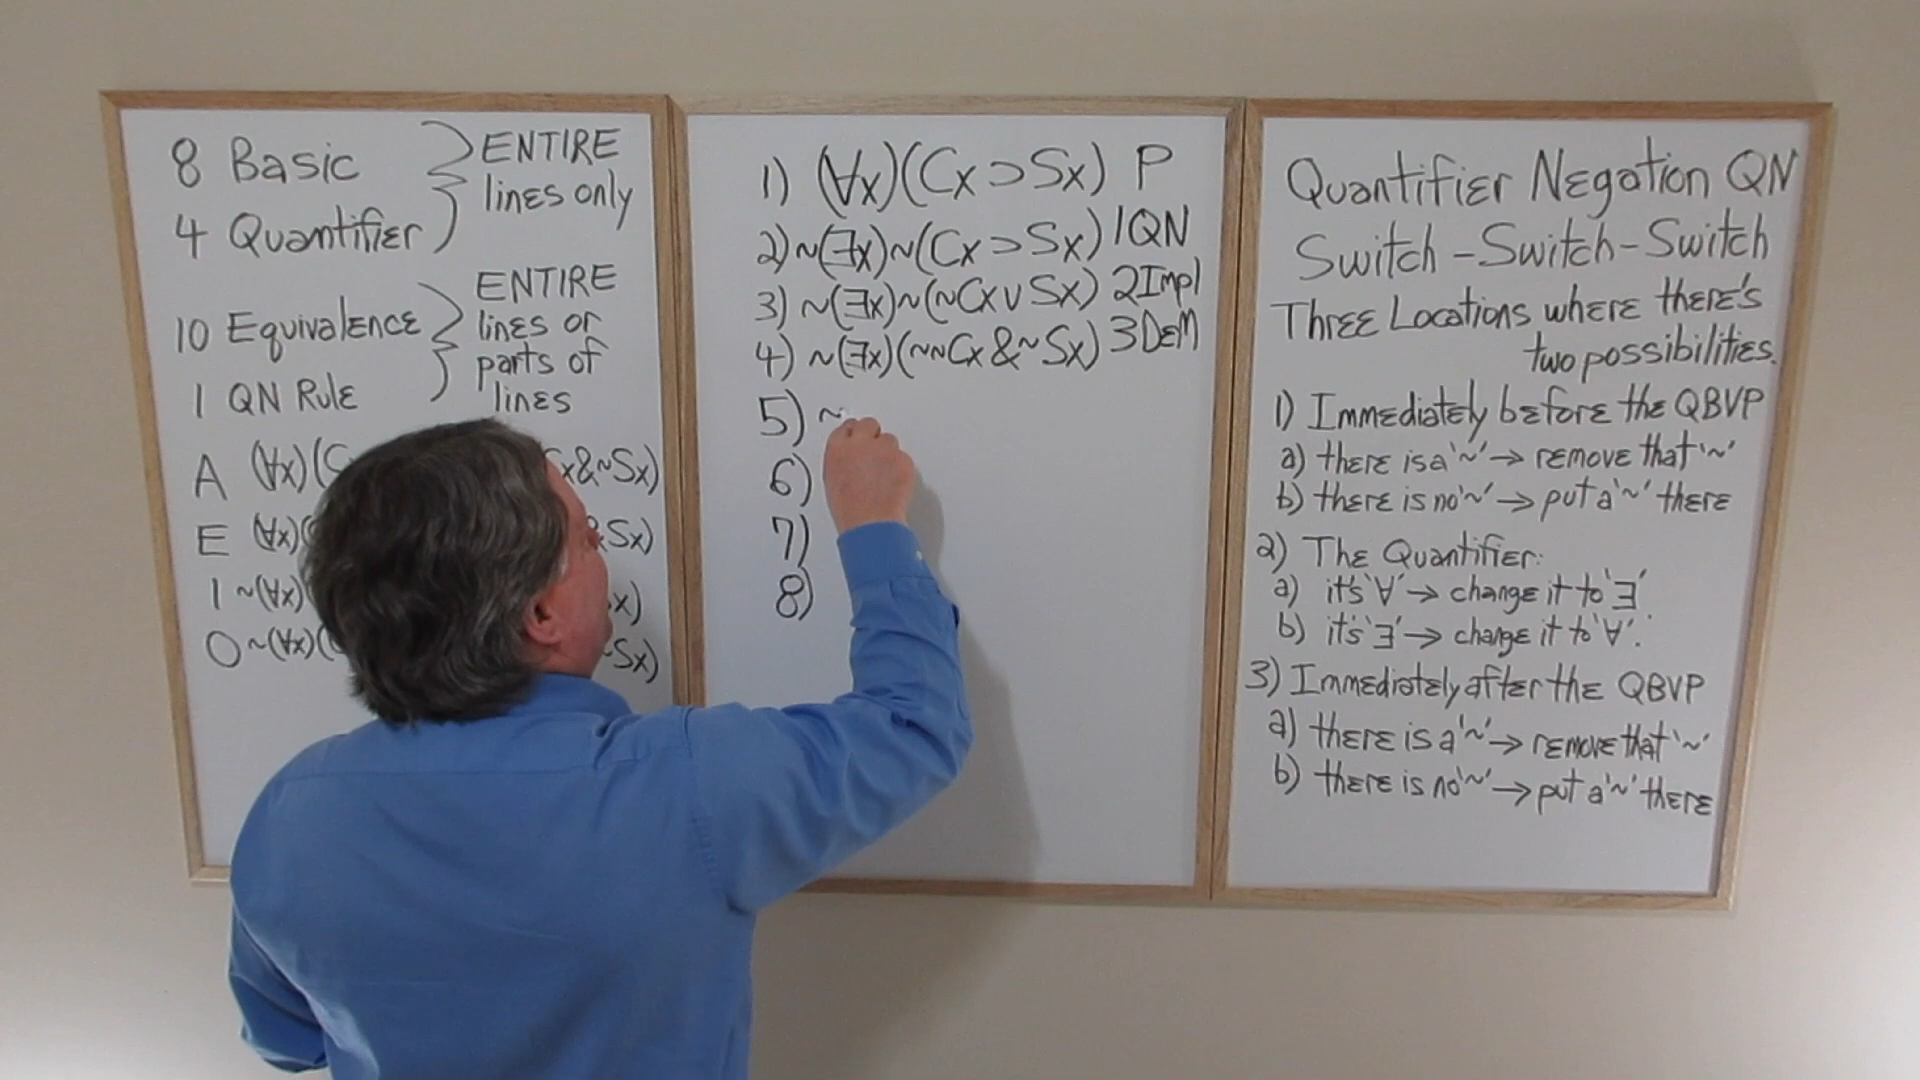 8 Basic
4 Quantifier
ENTIRE
lines only
10 Equivalence
1 QN Rule
ENTIRE
lines or
parts of
lines
A (∀x)(C x&~Sx)
E (∀x)( &Sx)
I ~(∀x) x)
O ~(∀x)( ~Sx)
1) (∀x)(Cx⊃Sx) P
2) ~(∃x)~(Cx⊃Sx) 1QN
3) ~(∃x)~(~Cx∨Sx) 2Impl
4) ~(∃x)(~~Cx&~Sx) 3DeM
5) ~
6)
7)
8)
Quantifier Negation QN
Switch-Switch-Switch
Three Locations where there's
two possibilities.
1) Immediately before the QBVP
a) there is a '~' → remove that '~'
b) there is no '~' → put a '~' there
2) The Quantifier:
a) it's '∀' → change it to '∃'
b) it's '∃' → change it to '∀'.
3) Immediately after the QBVP
a) there is a '~' → remove that '~'
b) there is no '~' → put a '~' there